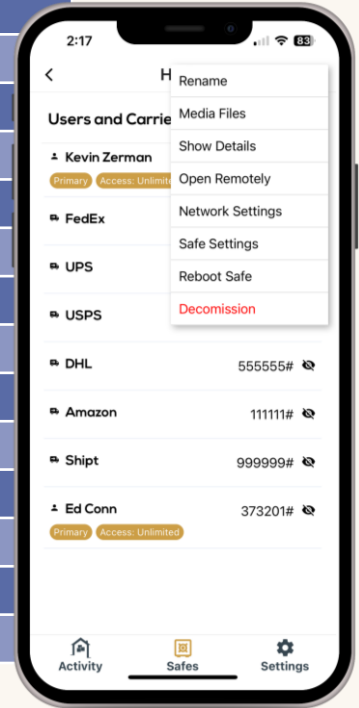 2:17
83
H
Rename
Media Files
Show Details
Open Remotely
Network Settings
Safe Settings
Reboot Safe
Decomission
Users and Carrie
Kevin Zerman
Primary Access: Unlimite
FedEx
UPS
USPS
DHL 555555#
Amazon 111111#
Shipt 999999#
Ed Conn 373201#
Primary Access: Unlimited
Activity Safes Settings